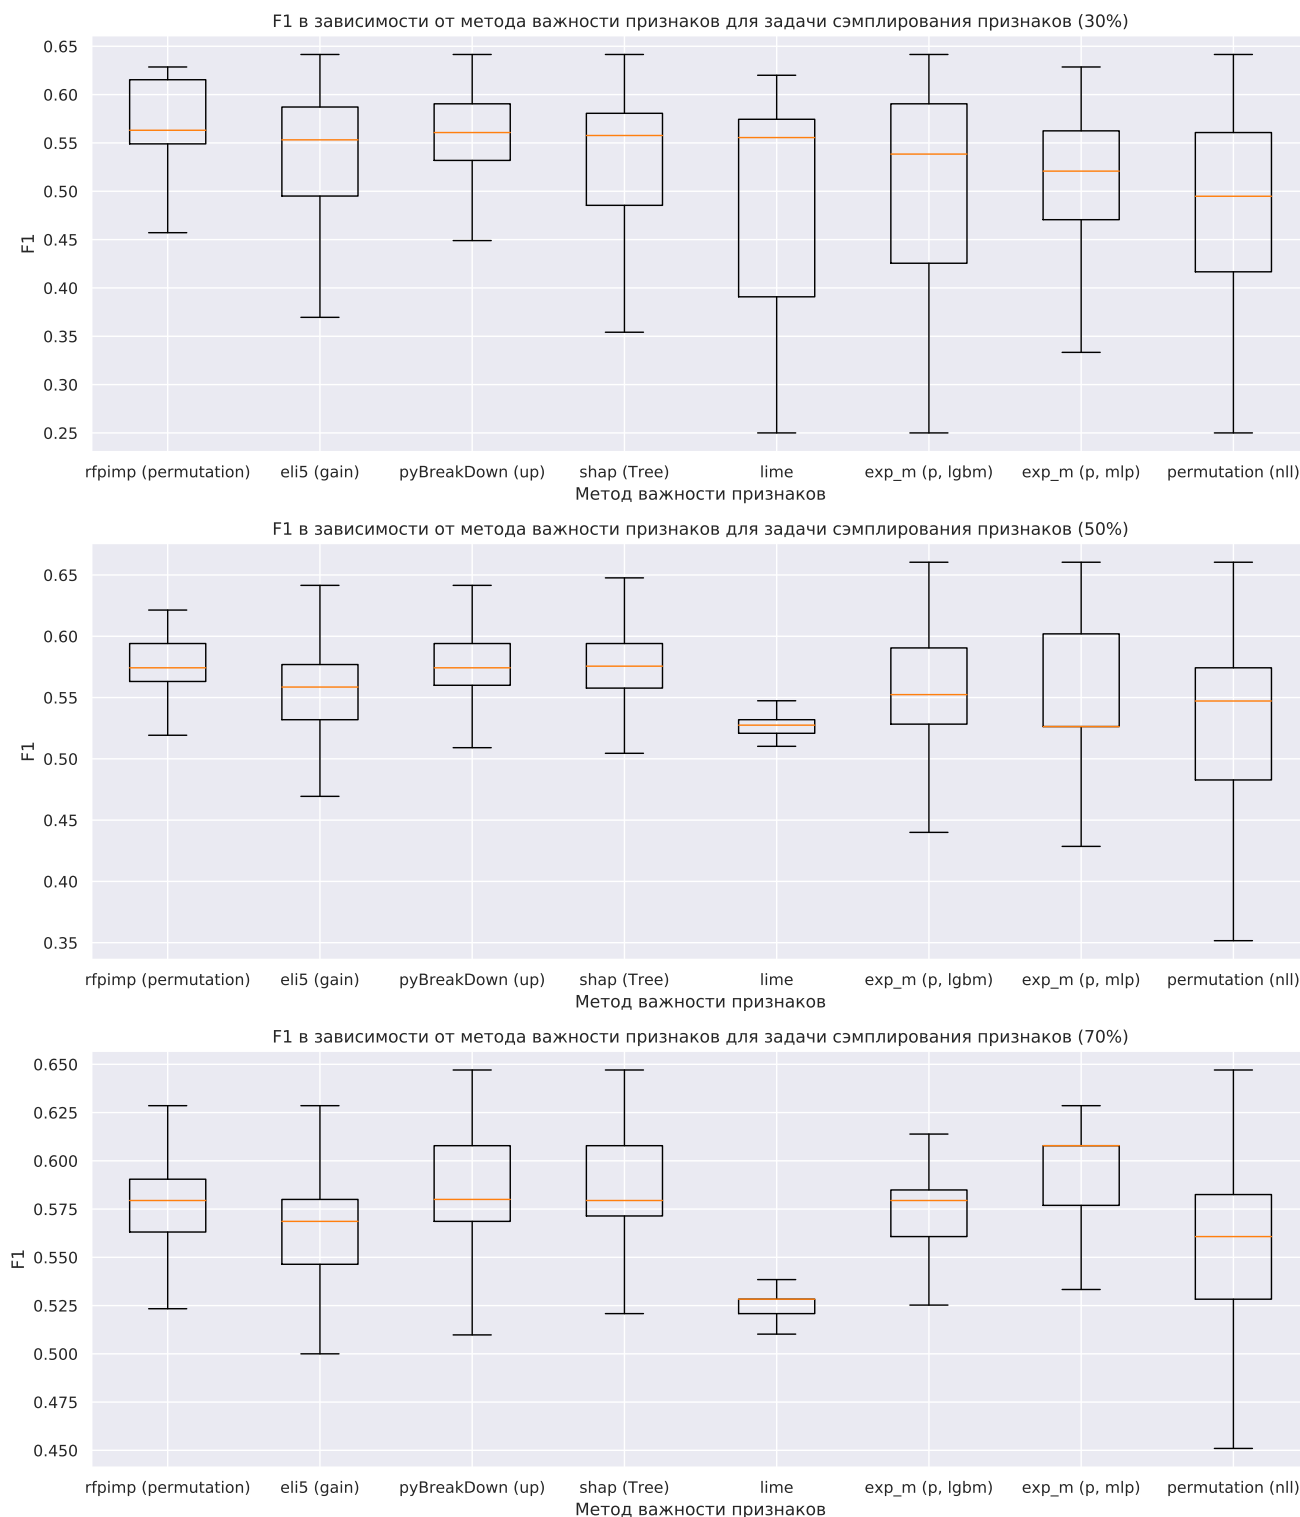 F1 в зависимости от метода важности признаков для задачи сэмплирования признаков (30%)
0.65
0.60
0.55
0.50
0.45
0.40
0.35
0.30
0.25
F1
rfpimp (permutation) eli5 (gain) pyBreakDown (up) shap (Tree) lime exp_m (p, lgbm) exp_m (p, mlp) permutation (nll)
Метод важности признаков
F1 в зависимости от метода важности признаков для задачи сэмплирования признаков (50%)
0.65
0.60
0.55
0.50
0.45
0.40
0.35
F1
rfpimp (permutation) eli5 (gain) pyBreakDown (up) shap (Tree) lime exp_m (p, lgbm) exp_m (p, mlp) permutation (nll)
Метод важности признаков
F1 в зависимости от метода важности признаков для задачи сэмплирования признаков (70%)
0.650
0.625
0.600
0.575
0.550
0.525
0.500
0.475
0.450
F1
rfpimp (permutation) eli5 (gain) pyBreakDown (up) shap (Tree) lime exp_m (p, lgbm) exp_m (p, mlp) permutation (nll)
Метод важности признаков